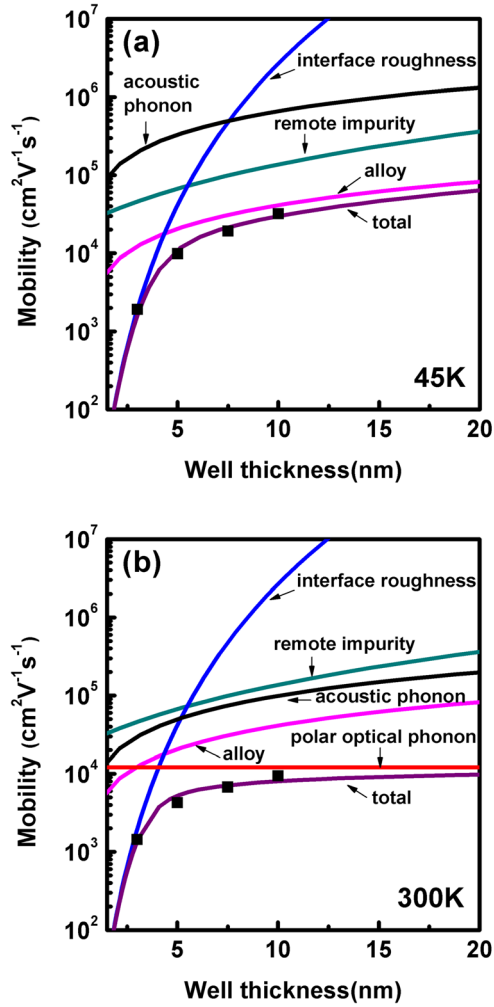 (a)
10^7
10^6
10^5
10^4
10^3
10^2
Mobility (cm^2V^-1s^-1)
interface roughness
acoustic
phonon
remote impurity
alloy
total
45K
5
10
15
20
Well thickness(nm)
(b)
10^7
10^6
10^5
10^4
10^3
10^2
Mobility (cm^2V^-1s^-1)
interface roughness
remote impurity
acoustic phonon
alloy
polar optical phonon
total
300K
5
10
15
20
Well thickness(nm)